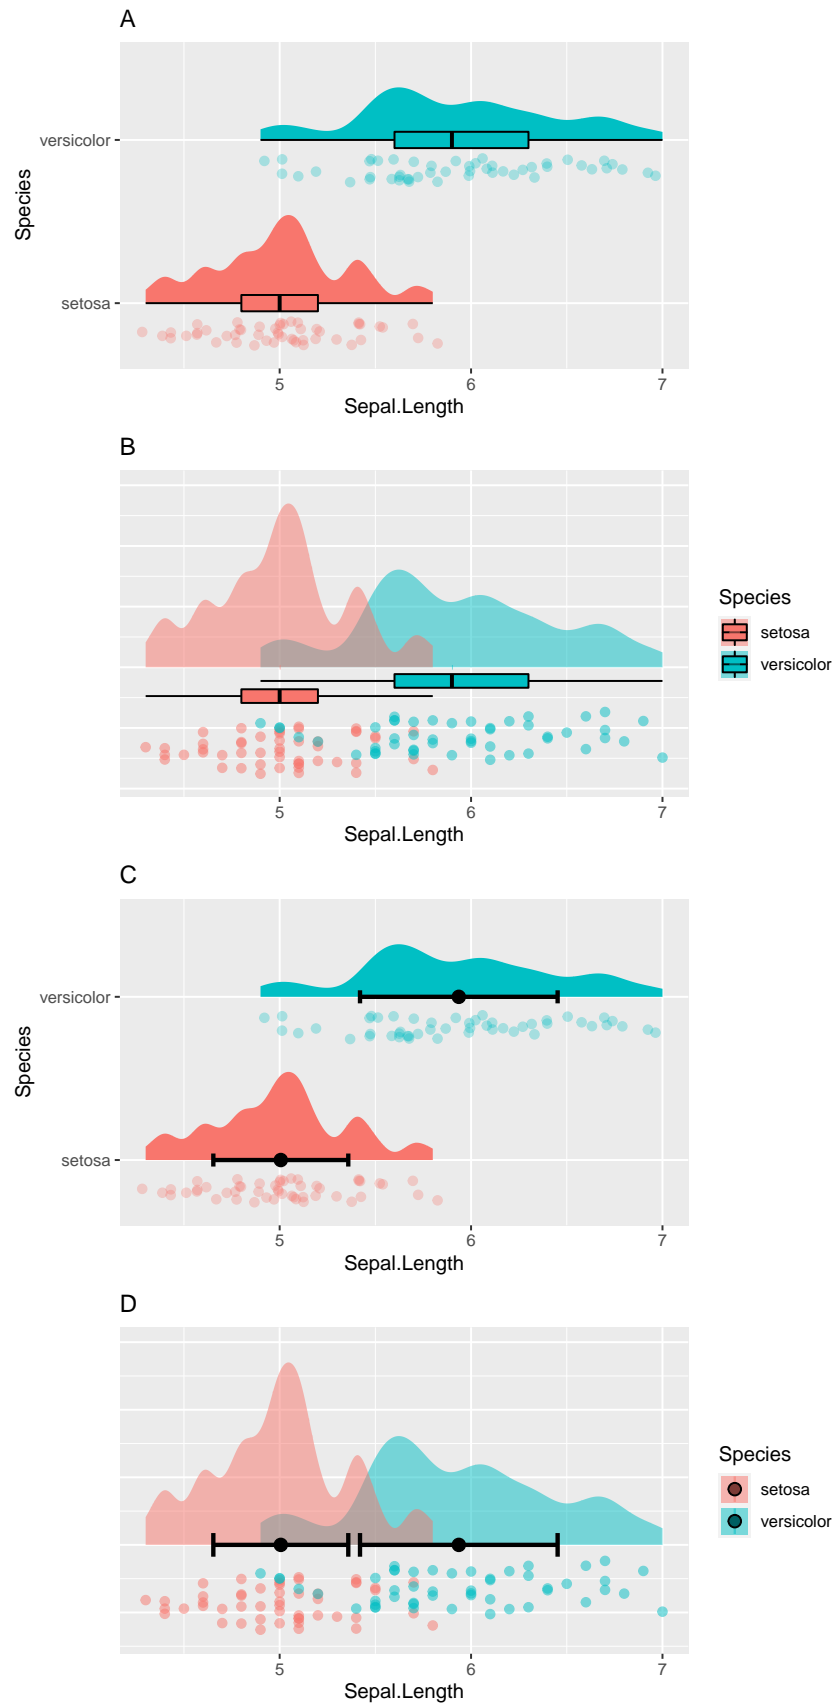 A
versicolor
Species
setosa
5 6 7
Sepal.Length
B
Species
setosa
versicolor
5 6 7
Sepal.Length
C
versicolor
Species
setosa
5 6 7
Sepal.Length
D
Species
setosa
versicolor
5 6 7
Sepal.Length